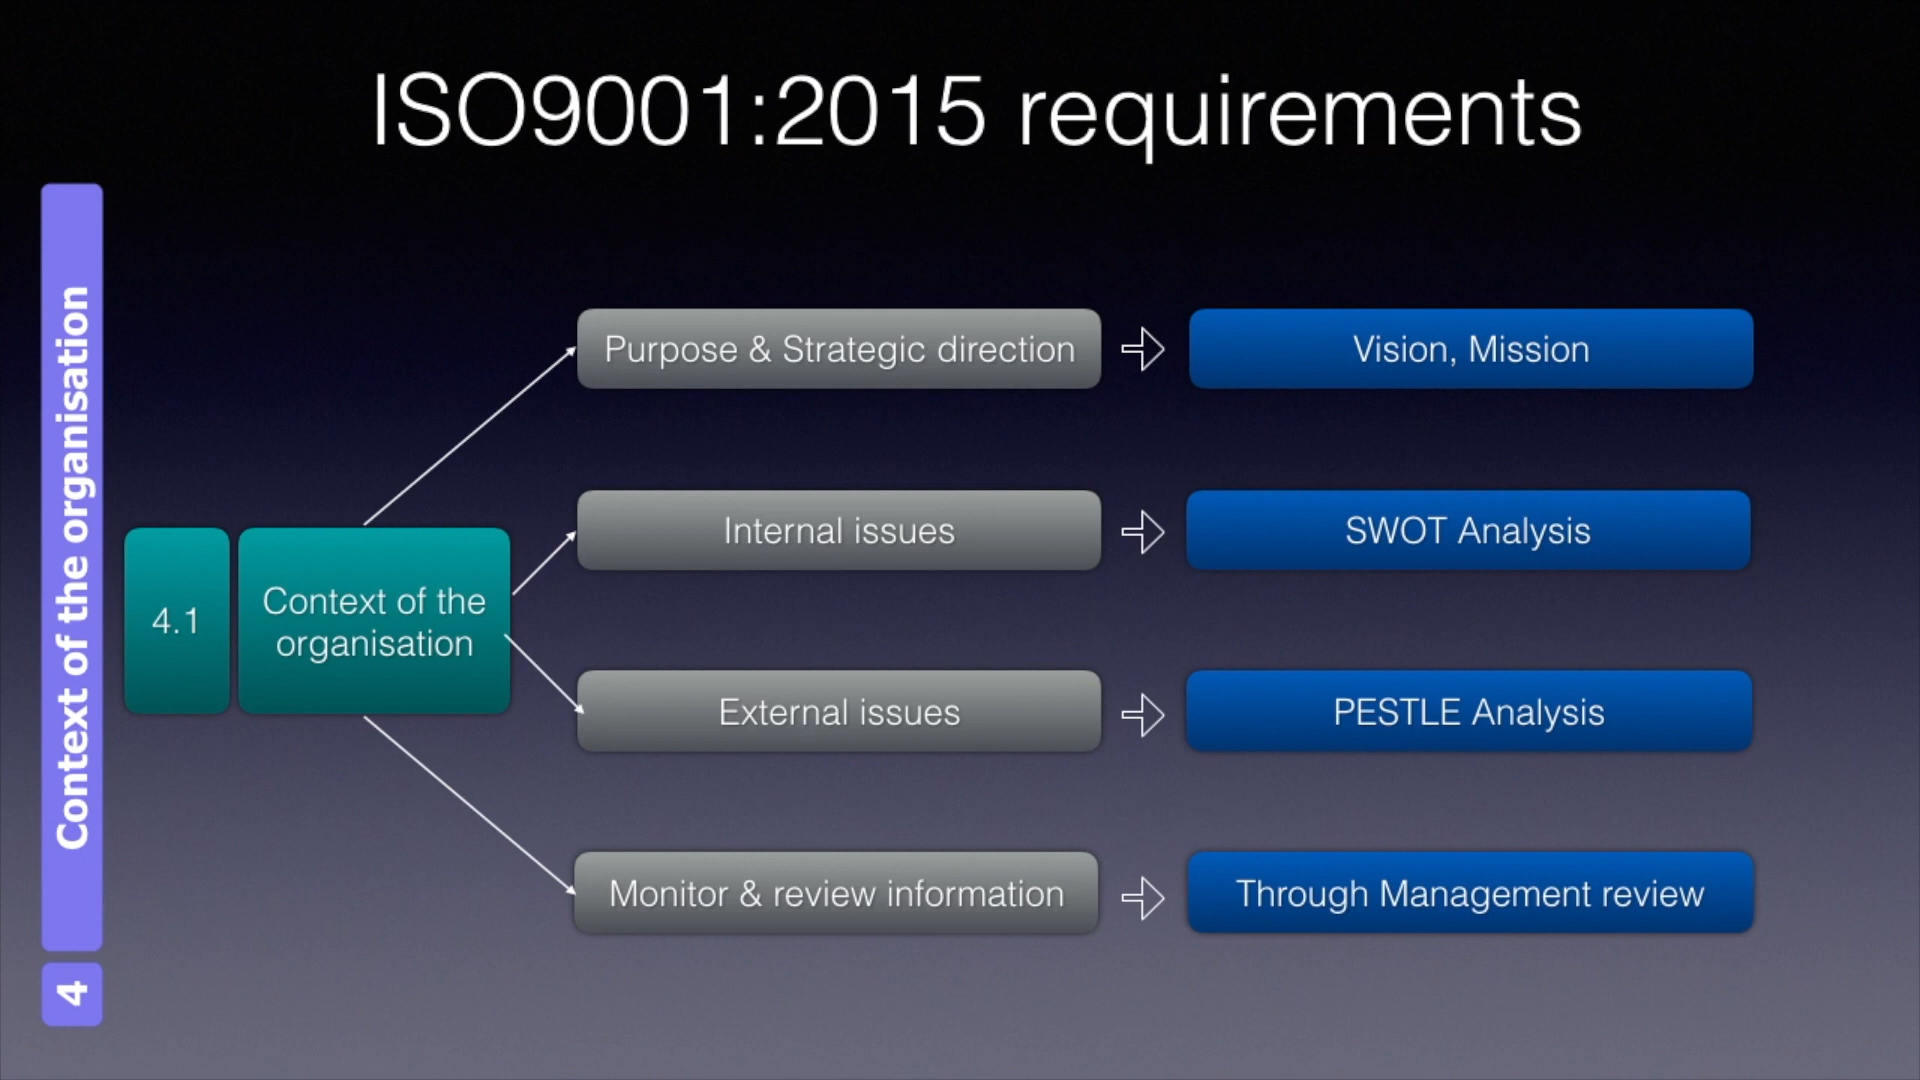 ISO9001:2015 requirements
Context of the organisation
4
4.1
Context of the
organisation
Purpose & Strategic direction
Vision, Mission
Internal issues
SWOT Analysis
External issues
PESTLE Analysis
Monitor & review information
Through Management review